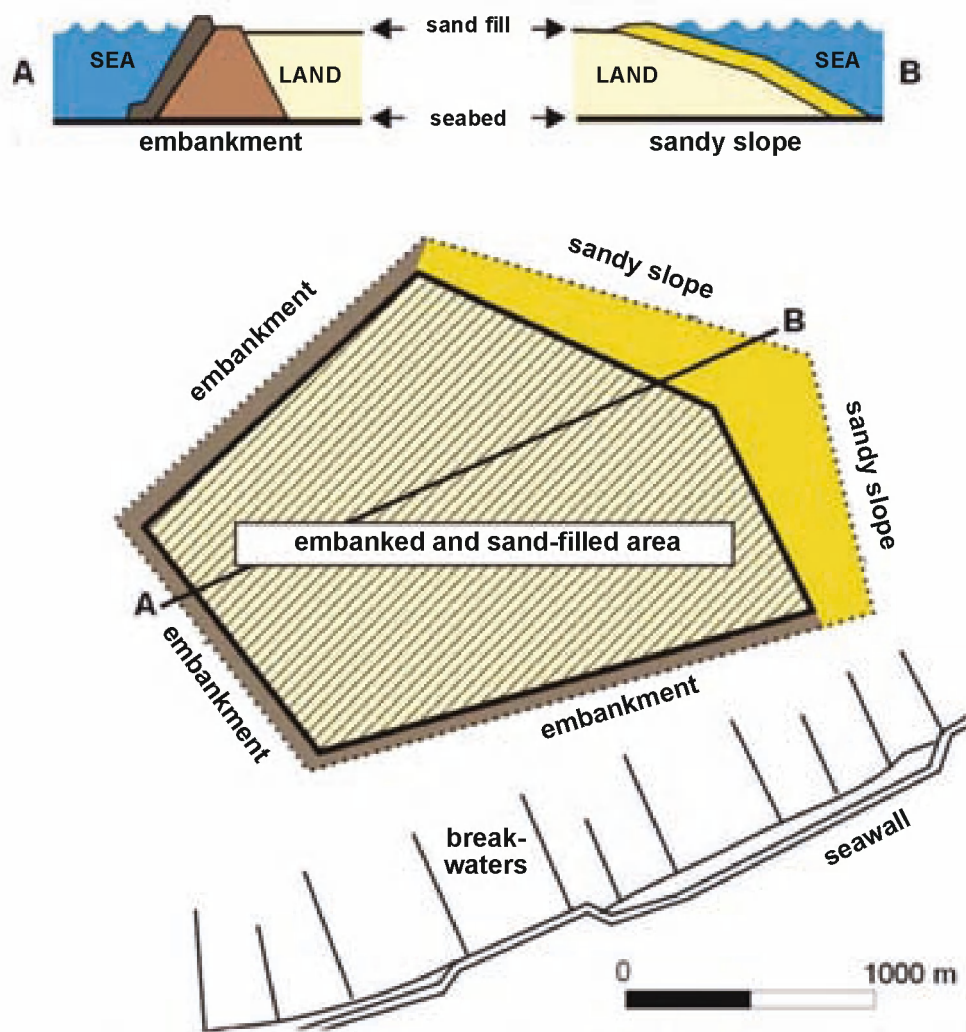 sand fill
A
SEA
LAND
LAND
SEA
B
seabed
embankment
sandy slope
sandy slope
embankment
B
sandy slope
embanked and sand-filled area
A
embankment
embankment
break-
waters
seawall
0
1000 m